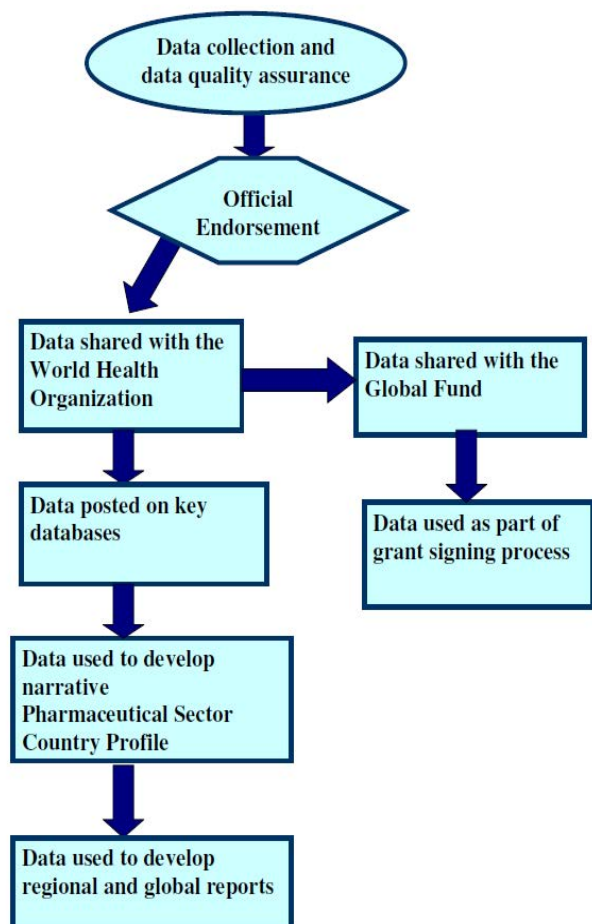 Data collection and
data quality assurance
Official
Endorsement
Data shared with the
World Health
Organization
Data shared with the
Global Fund
Data posted on key
databases
Data used as part of
grant signing process
Data used to develop
narrative
Pharmaceutical Sector
Country Profile
Data used to develop
regional and global reports